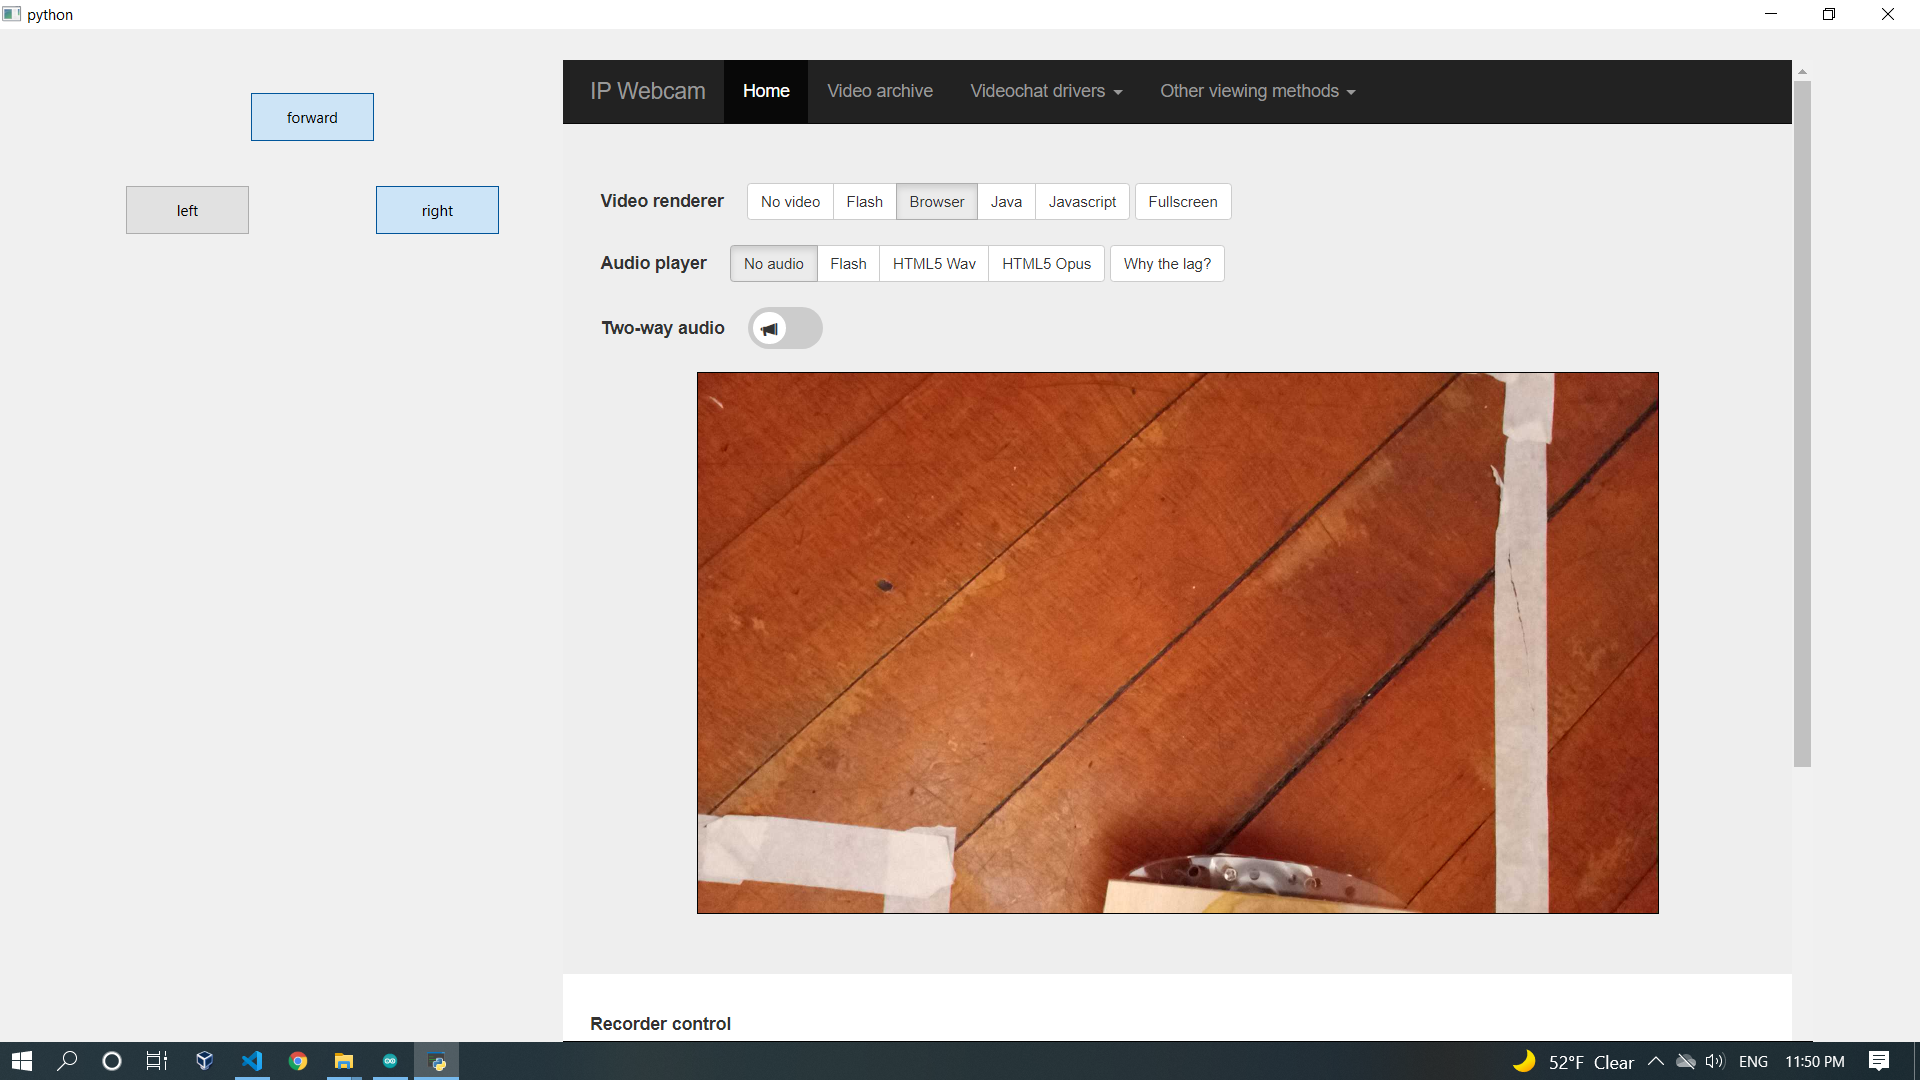 python
forward
left
right
IP Webcam Home Video archive Videochat drivers Other viewing methods
Video renderer No video Flash Browser Java Javascript Fullscreen
Audio player No audio Flash HTML5 Wav HTML5 Opus Why the lag?
Two-way audio
Recorder control
52°F Clear ENG 11:50 PM